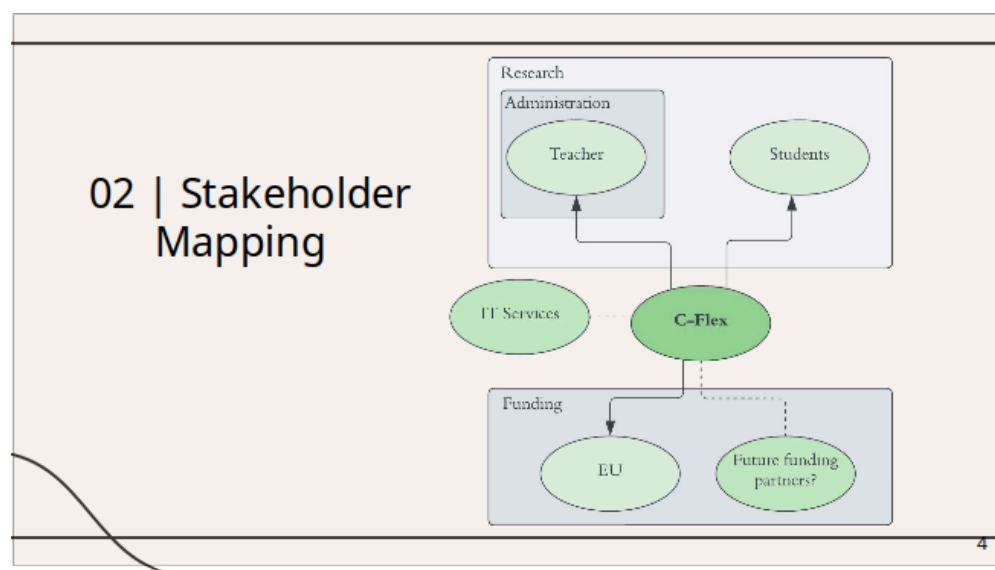 02 | Stakeholder
Mapping
Research
Administration
Teacher
Students
IT Services
C-Flex
Funding
EU
Future funding
partners?
4